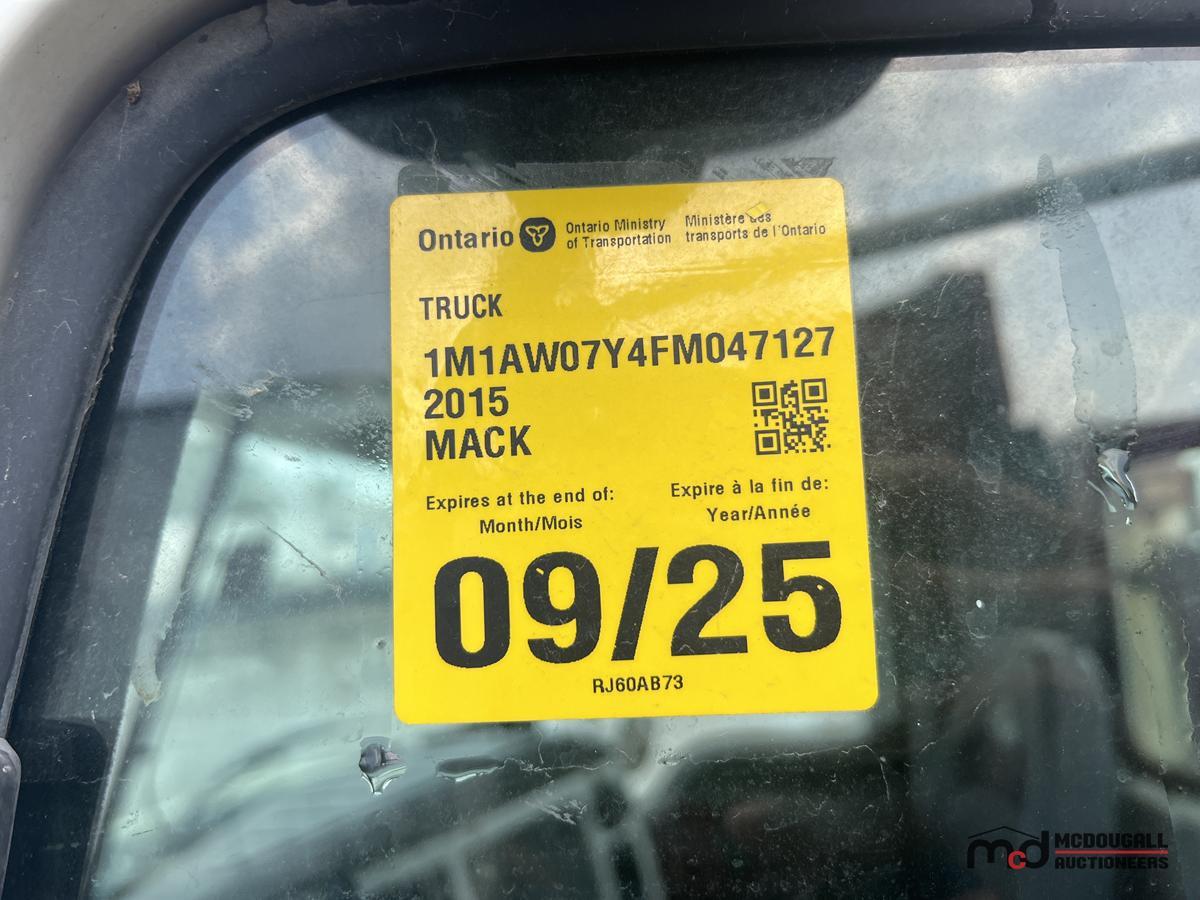 Ontario
Ontario Ministry
of Transportation
Ministère des
transports de l'Ontario
TRUCK
1M1AW07Y4FM047127
2015
MACK
Expires at the end of:
Month/Mois
Expire à la fin de:
Year/Année
09/25
RJ60AB73
mcd MCDOUGALL
AUCTIONEERS